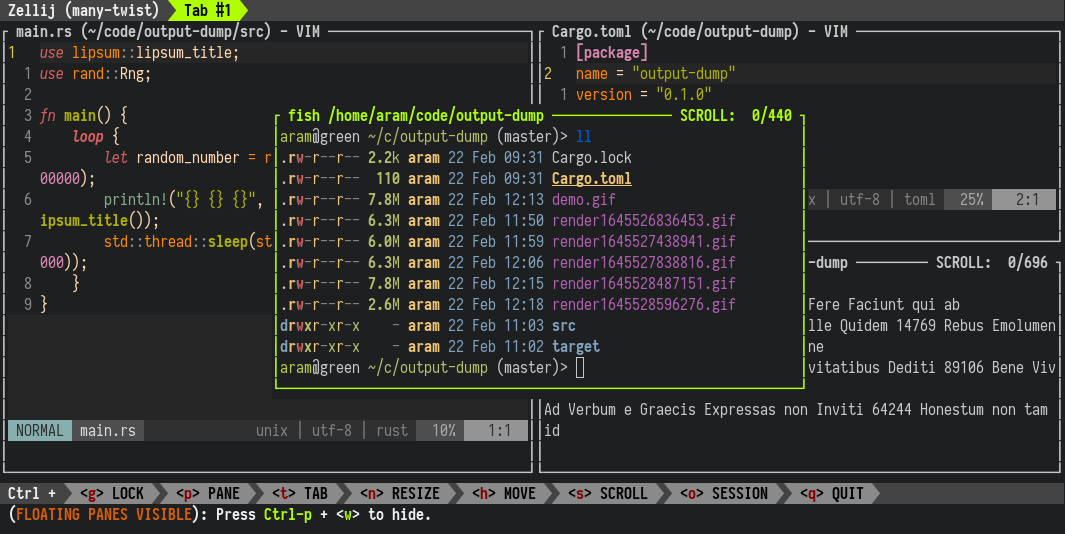 Zellij (many-twist) Tab #1
main.rs (~/code/output-dump/src) - VIM
1 use lipsum::lipsum_title;
1 use rand::Rng;
2
3 fn main() {
4 loop {
5 let random_number = r
00000);
6 println!("{} {} {}",
ipsum_title());
7 std::thread::sleep(st
000));
8 }
9 }
NORMAL main.rs unix | utf-8 | rust 10% 1:1
Cargo.toml (~/code/output-dump) - VIM
1 [package]
2 name = "output-dump"
1 version = "0.1.0"
x | utf-8 | toml 25% 2:1
fish /home/aram/code/output-dump SCROLL: 0/440
aram@green ~/c/output-dump (master)> ll
.rw-r--r-- 2.2k aram 22 Feb 09:31 Cargo.lock
.rw-r--r-- 110 aram 22 Feb 09:31 Cargo.toml
.rw-r--r-- 7.8M aram 22 Feb 12:13 demo.gif
.rw-r--r-- 6.3M aram 22 Feb 11:50 render1645526836453.gif
.rw-r--r-- 6.0M aram 22 Feb 11:59 render1645527438941.gif
.rw-r--r-- 6.3M aram 22 Feb 12:06 render1645527838816.gif
.rw-r--r-- 7.8M aram 22 Feb 12:15 render1645528487151.gif
.rw-r--r-- 2.6M aram 22 Feb 12:18 render1645528596276.gif
drwxr-xr-x - aram 22 Feb 11:03 src
drwxr-xr-x - aram 22 Feb 11:02 target
aram@green ~/c/output-dump (master)>
-dump SCROLL: 0/696
Fere Faciunt qui ab
lle Quidem 14769 Rebus Emolumen
ne
vitatibus Dediti 89106 Bene Viv
Ad Verbum e Graecis Expressas non Inviti 64244 Honestum non tam
id
Ctrl + <g> LOCK <p> PANE <t> TAB <n> RESIZE <h> MOVE <s> SCROLL <o> SESSION <q> QUIT
(FLOATING PANES VISIBLE): Press Ctrl-p + <w> to hide.